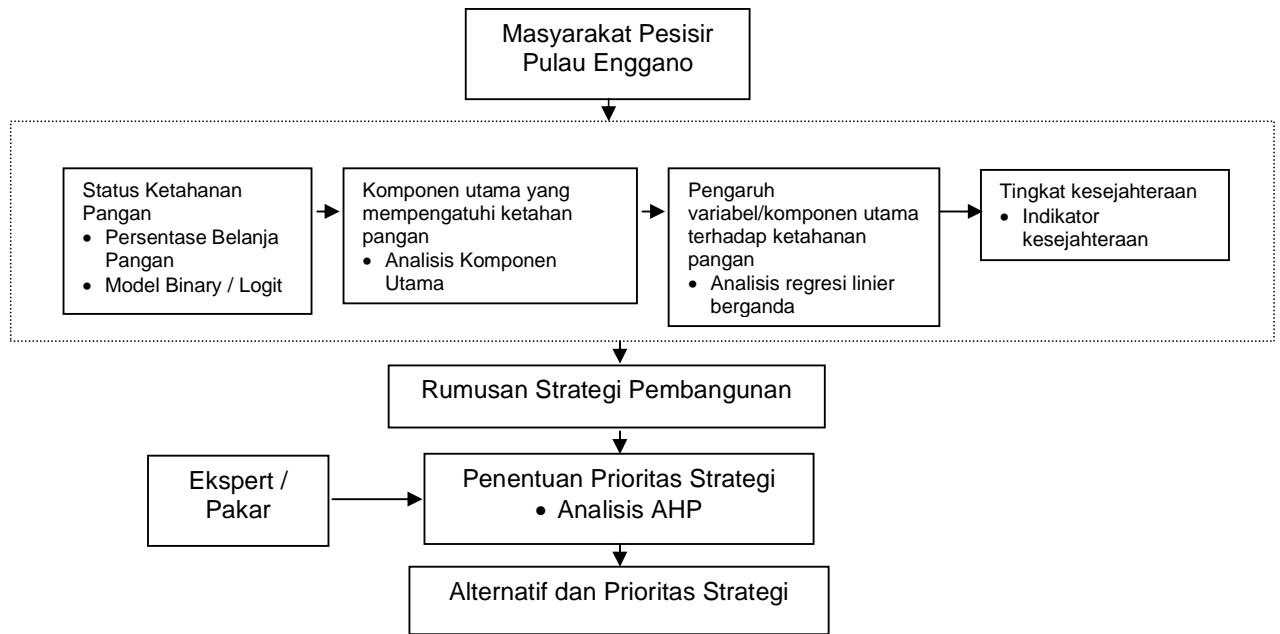 Masyarakat Pesisir
Pulau Enggano
Status Ketahanan
Pangan
• Persentase Belanja
Pangan
• Model Binary / Logit
Komponen utama yang
mempengatuhi ketahan
pangan
• Analisis Komponen
Utama
Pengaruh
variabel/komponen utama
terhadap ketahanan
pangan
• Analisis regresi linier
berganda
Tingkat kesejahteraan
• Indikator
kesejahteraan
Rumusan Strategi Pembangunan
Ekspert /
Pakar
Penentuan Prioritas Strategi
• Analisis AHP
Alternatif dan Prioritas Strategi